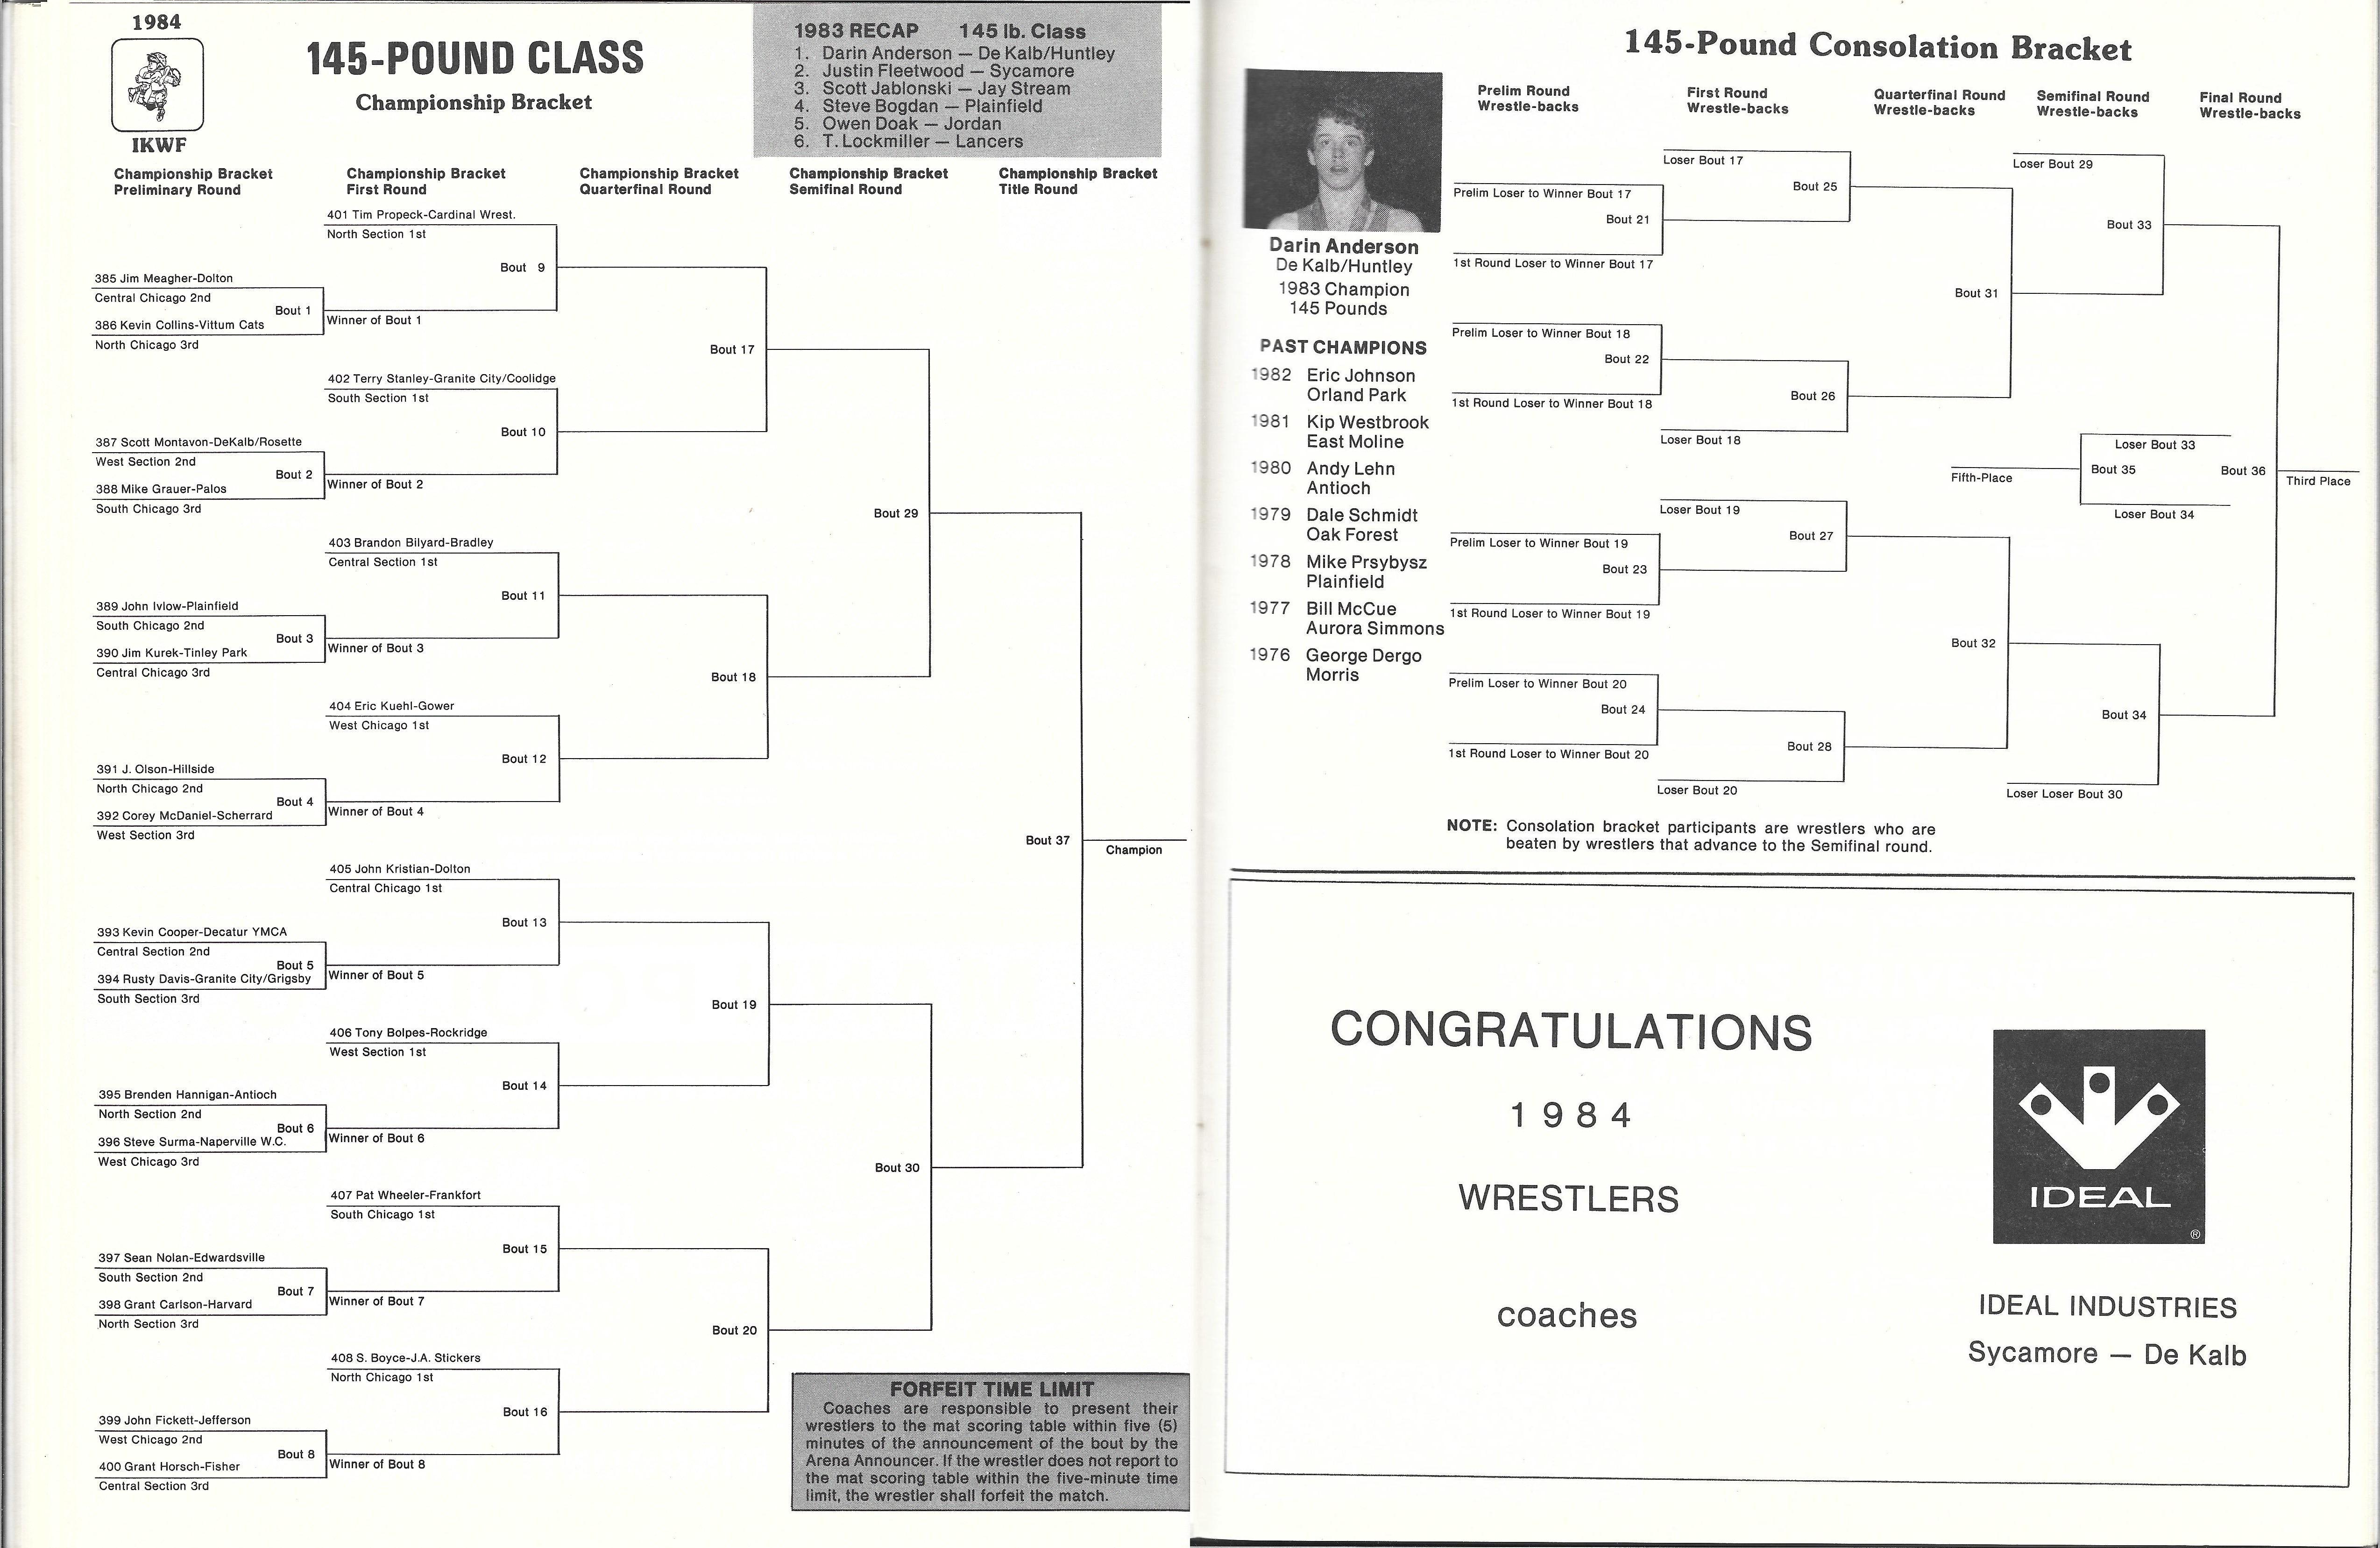 1984
IKWF
145-POUND CLASS
Championship Bracket
1983 RECAP 145 lb. Class
1. Darin Anderson — De Kalb/Huntley
2. Justin Fleetwood — Sycamore
3. Scott Jablonski — Jay Stream
4. Steve Bogdan — Plainfield
5. Owen Doak — Jordan
6. T. Lockmiller — Lancers
Championship Bracket
Preliminary Round
Championship Bracket
First Round
Championship Bracket
Quarterfinal Round
Championship Bracket
Semifinal Round
Championship Bracket
Title Round
401 Tim Propeck-Cardinal Wrest.
North Section 1st
Bout 9
385 Jim Meagher-Dolton
Central Chicago 2nd
Bout 1
386 Kevin Collins-Vittum Cats
North Chicago 3rd
Winner of Bout 1
Bout 17
402 Terry Stanley-Granite City/Coolidge
South Section 1st
Bout 10
387 Scott Montavon-DeKalb/Rosette
West Section 2nd
Bout 2
388 Mike Grauer-Palos
South Chicago 3rd
Winner of Bout 2
Bout 29
403 Brandon Bilyard-Bradley
Central Section 1st
Bout 11
389 John Ivlow-Plainfield
South Chicago 2nd
Bout 3
390 Jim Kurek-Tinley Park
Central Chicago 3rd
Winner of Bout 3
Bout 18
404 Eric Kuehl-Gower
West Chicago 1st
Bout 12
391 J. Olson-Hillside
North Chicago 2nd
Bout 4
392 Corey McDaniel-Scherrard
West Section 3rd
Winner of Bout 4
Bout 37
Champion
405 John Kristian-Dolton
Central Chicago 1st
Bout 13
393 Kevin Cooper-Decatur YMCA
Central Section 2nd
Bout 5
394 Rusty Davis-Granite City/Grigsby
South Section 3rd
Winner of Bout 5
Bout 19
406 Tony Bolpes-Rockridge
West Section 1st
Bout 14
395 Brenden Hannigan-Antioch
North Section 2nd
Bout 6
396 Steve Surma-Naperville W.C.
West Chicago 3rd
Winner of Bout 6
Bout 30
407 Pat Wheeler-Frankfort
South Chicago 1st
Bout 15
397 Sean Nolan-Edwardsville
South Section 2nd
Bout 7
398 Grant Carlson-Harvard
North Section 3rd
Winner of Bout 7
Bout 20
408 S. Boyce-J.A. Stickers
North Chicago 1st
Bout 16
399 John Fickett-Jefferson
West Chicago 2nd
Bout 8
400 Grant Horsch-Fisher
Central Section 3rd
Winner of Bout 8
FORFEIT TIME LIMIT
Coaches are responsible to present their
wrestlers to the mat scoring table within five (5)
minutes of the announcement of the bout by the
Arena Announcer. If the wrestler does not report to
the mat scoring table within the five-minute time
limit, the wrestler shall forfeit the match.
145-Pound Consolation Bracket
Prelim Round
Wrestle-backs
First Round
Wrestle-backs
Quarterfinal Round
Wrestle-backs
Semifinal Round
Wrestle-backs
Final Round
Wrestle-backs
Darin Anderson
De Kalb/Huntley
1983 Champion
145 Pounds
PAST CHAMPIONS
1982 Eric Johnson
Orland Park
1981 Kip Westbrook
East Moline
1980 Andy Lehn
Antioch
1979 Dale Schmidt
Oak Forest
1978 Mike Prsybysz
Plainfield
1977 Bill McCue
Aurora Simmons
1976 George Dergo
Morris
Loser Bout 17
Bout 25
Prelim Loser to Winner Bout 17
Bout 21
1st Round Loser to Winner Bout 17
Loser Bout 29
Bout 33
Bout 31
Prelim Loser to Winner Bout 18
Bout 22
1st Round Loser to Winner Bout 18
Bout 26
Loser Bout 18
Loser Bout 33
Fifth-Place
Bout 35
Bout 36
Third Place
Loser Bout 34
Loser Bout 19
Bout 27
Prelim Loser to Winner Bout 19
Bout 23
1st Round Loser to Winner Bout 19
Bout 32
Prelim Loser to Winner Bout 20
Bout 24
1st Round Loser to Winner Bout 20
Bout 28
Loser Bout 20
Bout 34
Loser Loser Bout 30
NOTE: Consolation bracket participants are wrestlers who are
beaten by wrestlers that advance to the Semifinal round.
CONGRATULATIONS
1984
WRESTLERS
coaches
IDEAL
®
IDEAL INDUSTRIES
Sycamore — De Kalb